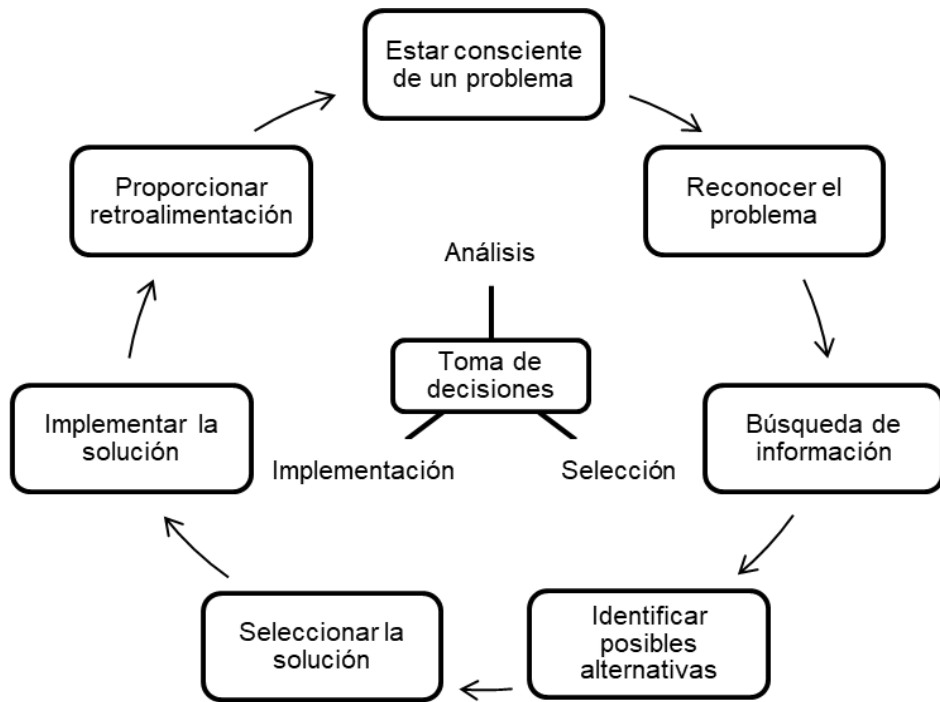 Estar consciente
de un problema
Reconocer el
problema
Búsqueda de
información
Identificar
posibles
alternativas
Seleccionar la
solución
Implementar la
solución
Proporcionar
retroalimentación
Análisis
Toma de
decisiones
Implementación
Selección